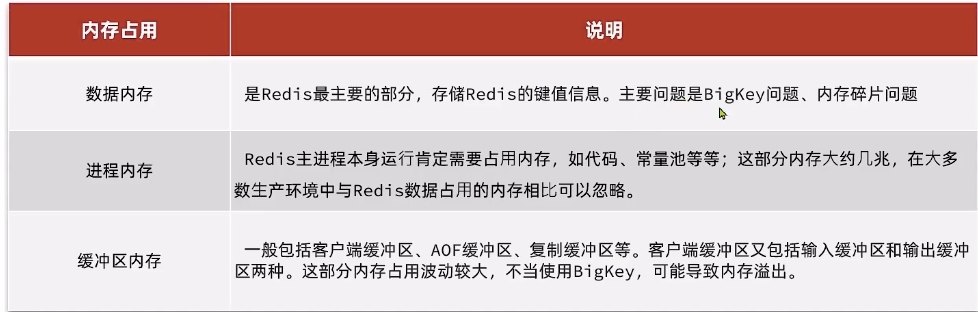 内存占用
说明
数据内存
是Redis最主要的部分，存储Redis的键值信息。主要问题是BigKey问题、内存碎片问题
进程内存
Redis主进程本身运行肯定需要占用内存，如代码、常量池等等；这部分内存大约几兆，在大多
数生产环境中与Redis数据占用的内存相比可以忽略。
缓冲区内存
一般包括客户端缓冲区、AOF缓冲区、复制缓冲区等。客户端缓冲区又包括输入缓冲区和输出缓冲
区两种。这部分内存占用波动较大，不当使用BigKey，可能导致内存溢出。